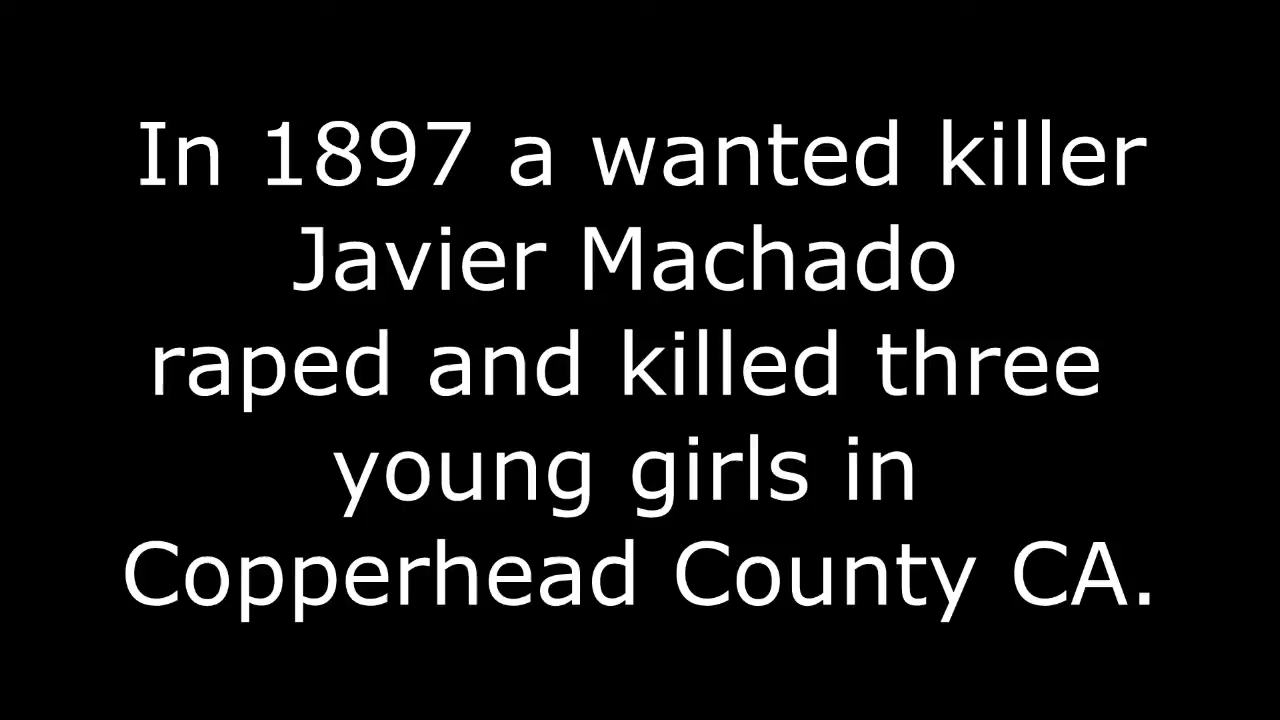 In 1897 a wanted killer
Javier Machado
raped and killed three
young girls in
Copperhead County CA.